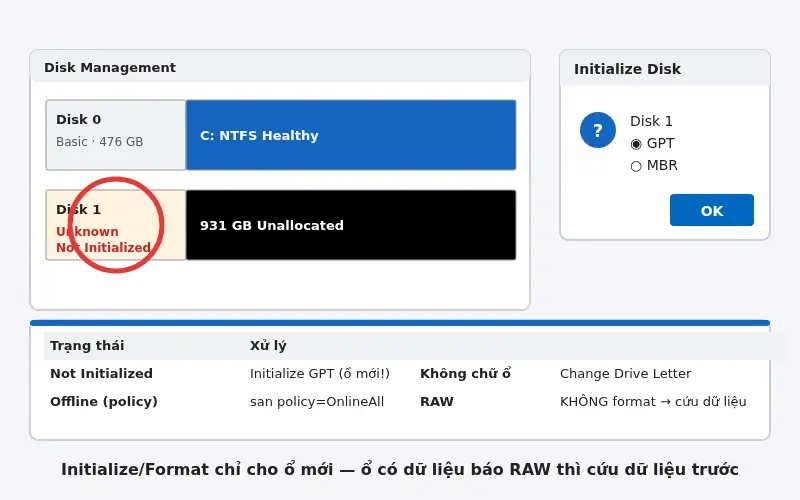 Disk Management
Disk 0
Basic · 476 GB
C: NTFS Healthy
Disk 1
Unknown
Not Initialized
931 GB Unallocated
Initialize Disk
?
Disk 1
◉ GPT
○ MBR
OK
Trạng thái Xử lý
Not Initialized Initialize GPT (ổ mới!) Không chữ ổ Change Drive Letter
Offline (policy) san policy=OnlineAll RAW KHÔNG format → cứu dữ liệu
Initialize/Format chỉ cho ổ mới — ổ có dữ liệu báo RAW thì cứu dữ liệu trước